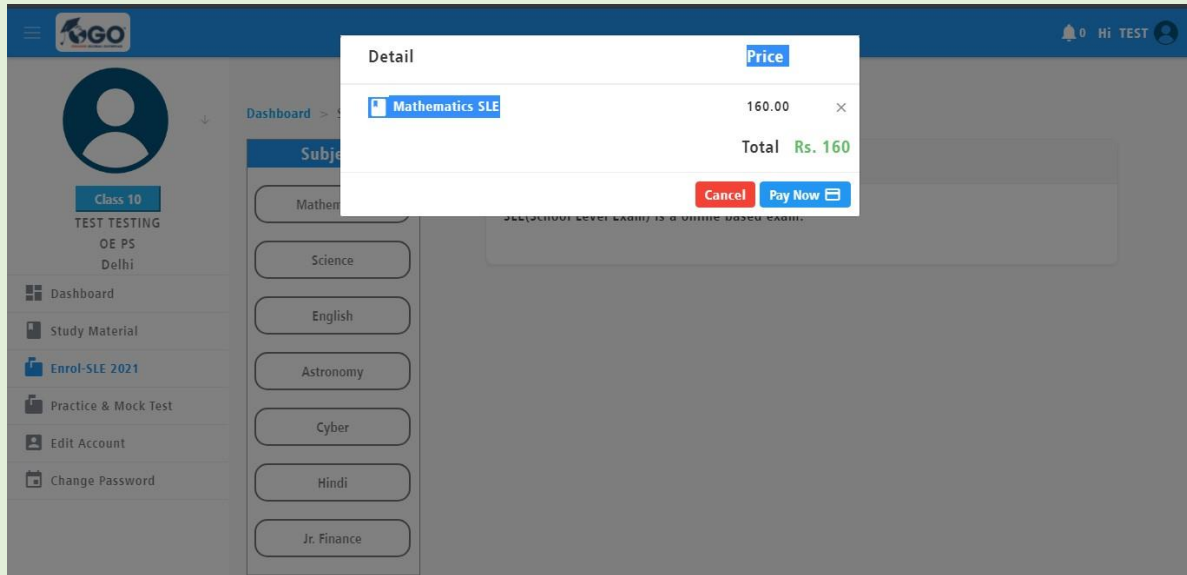 GO
0 Hi TEST
Detail Price
Mathematics SLE 160.00 ×
Total Rs. 160
Cancel Pay Now
Class 10
TEST TESTING
OE PS
Delhi
Dashboard
Study Material
Enrol-SLE 2021
Practice & Mock Test
Edit Account
Change Password
Dashboard >
Subje
Mathem
Science
English
Astronomy
Cyber
Hindi
Jr. Finance
SLE(School Level Exam) is a online based exam.